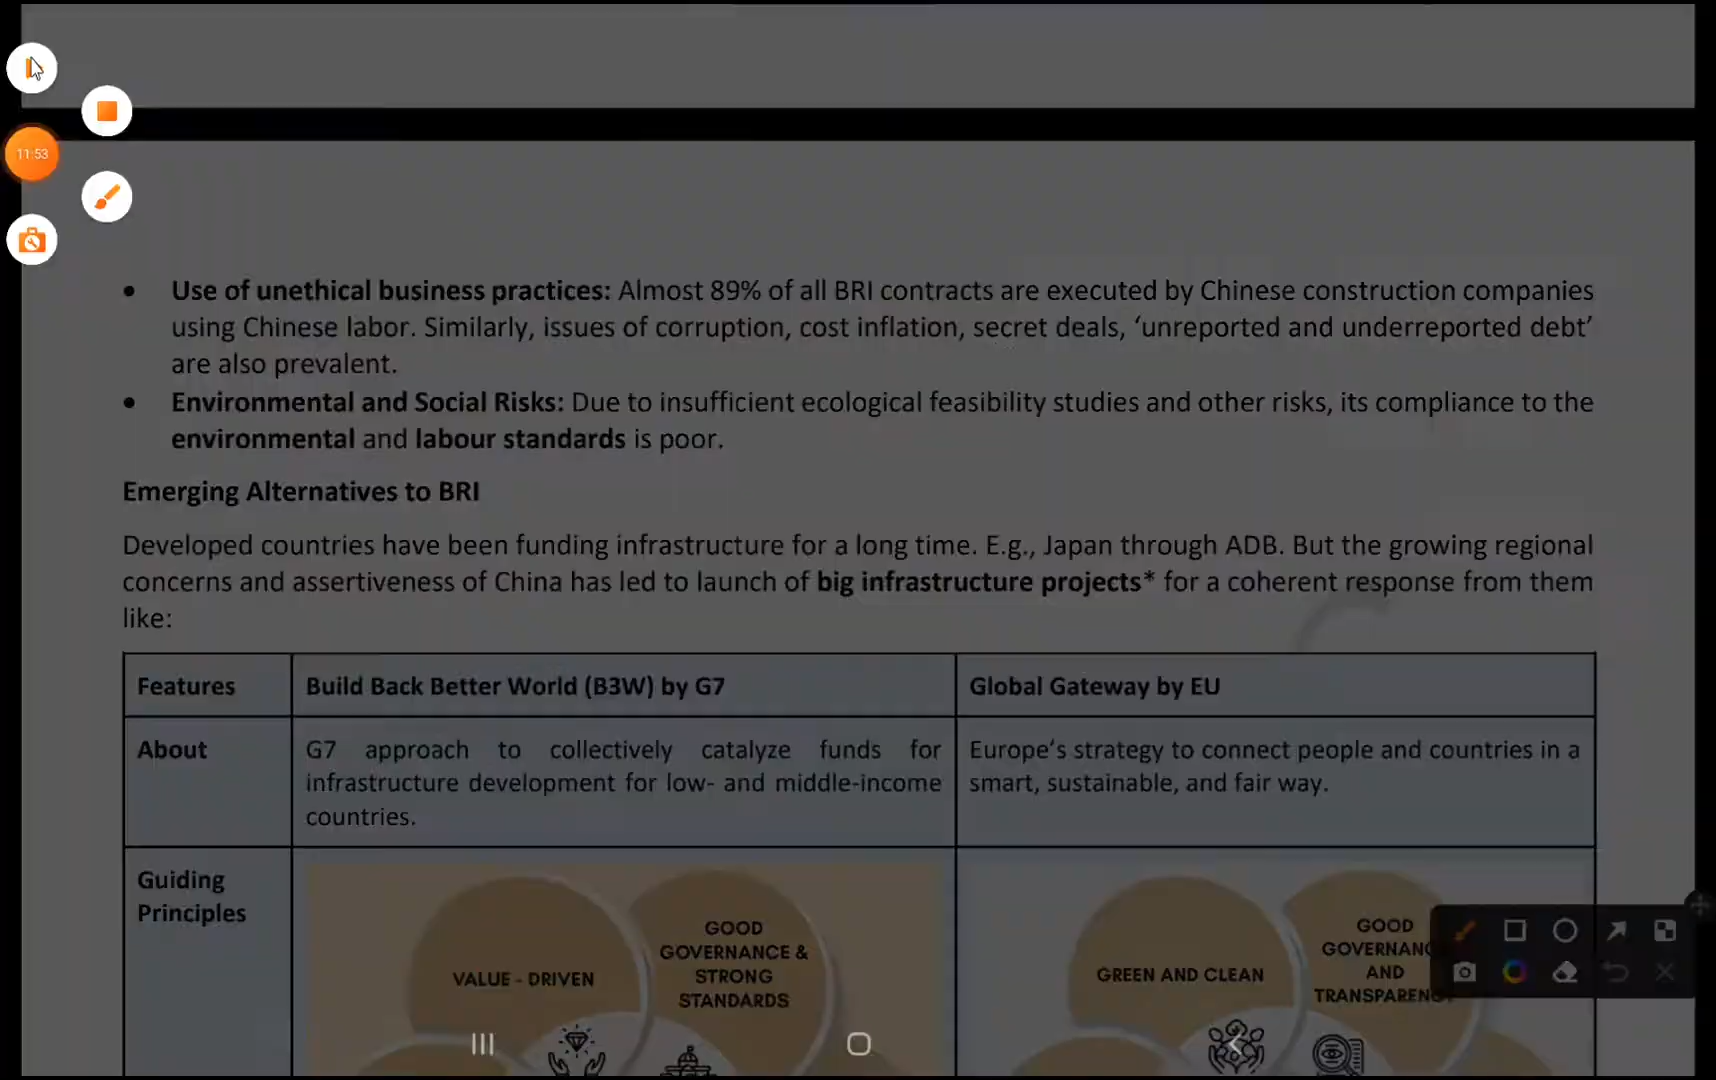 11:53
• Use of unethical business practices: Almost 89% of all BRI contracts are executed by Chinese construction companies
using Chinese labor. Similarly, issues of corruption, cost inflation, secret deals, ‘unreported and underreported debt’
are also prevalent.
• Environmental and Social Risks: Due to insufficient ecological feasibility studies and other risks, its compliance to the
environmental and labour standards is poor.
Emerging Alternatives to BRI
Developed countries have been funding infrastructure for a long time. E.g., Japan through ADB. But the growing regional
concerns and assertiveness of China has led to launch of big infrastructure projects* for a coherent response from them
like:
Features Build Back Better World (B3W) by G7 Global Gateway by EU
About
G7 approach to collectively catalyze funds for
infrastructure development for low- and middle-income
countries.
Europe’s strategy to connect people and countries in a
smart, sustainable, and fair way.
Guiding
Principles
VALUE - DRIVEN
GOOD
GOVERNANCE &
STRONG
STANDARDS
GREEN AND CLEAN
GOOD
AND